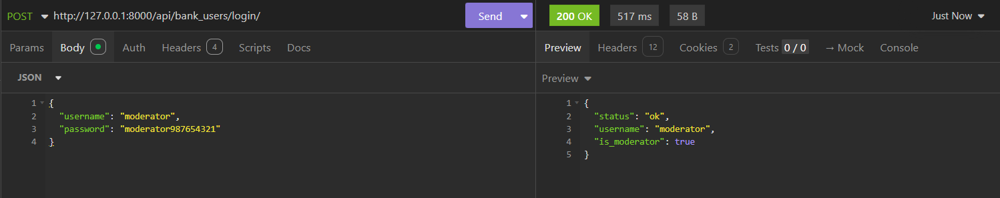 POST http://127.0.0.1:8000/api/bank_users/login/ Send 200 OK 517 ms 58 B Just Now
Params Body Auth Headers 4 Scripts Docs Preview Headers 12 Cookies 2 Tests 0 / 0 → Mock Console
JSON Preview
1 {
2 "username": "moderator",
3 "password": "moderator987654321"
4 }
1 {
2 "status": "ok",
3 "username": "moderator",
4 "is_moderator": true
5 }